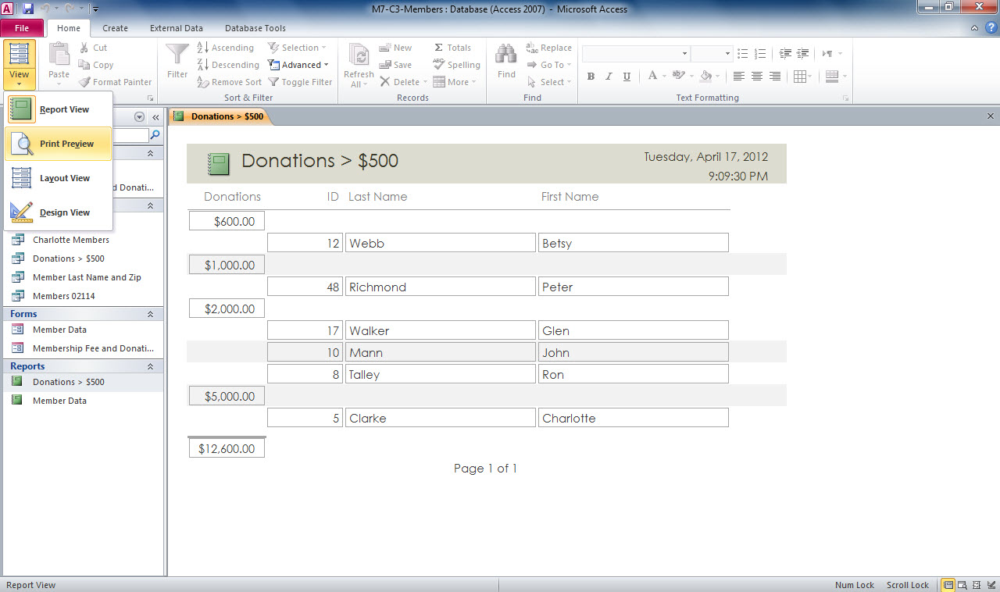 M7-C3-Members : Database (Access 2007) - Microsoft Access
File Home Create External Data Database Tools
View
Paste
Cut
Copy
Format Painter
Filter
Ascending
Descending
Remove Sort
Selection
Advanced
Toggle Filter
Sort & Filter
Refresh
All
New
Save
Delete
Totals
Spelling
More
Records
Find
Replace
Go To
Select
Find
B I U A ab
Text Formatting
Report View
Print Preview
Layout View
Design View
d Donati...
Charlotte Members
Donations > $500
Member Last Name and Zip
Members 02114
Forms
Member Data
Membership Fee and Donati...
Reports
Donations > $500
Member Data
Donations > $500
Donations > $500
Tuesday, April 17, 2012
9:09:30 PM
Donations ID Last Name First Name
$600.00
12 Webb Betsy
$1,000.00
48 Richmond Peter
$2,000.00
17 Walker Glen
10 Mann John
8 Talley Ron
$5,000.00
5 Clarke Charlotte
$12,600.00
Page 1 of 1
Report View Num Lock Scroll Lock